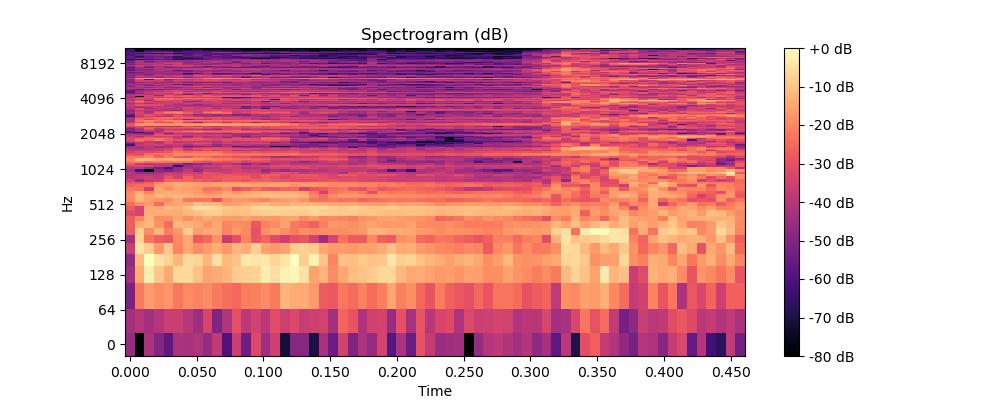 Spectrogram (dB)
Hz
8192
4096
2048
1024
512
256
128
64
0
0.000 0.050 0.100 0.150 0.200 0.250 0.300 0.350 0.400 0.450
Time
+0 dB
-10 dB
-20 dB
-30 dB
-40 dB
-50 dB
-60 dB
-70 dB
-80 dB